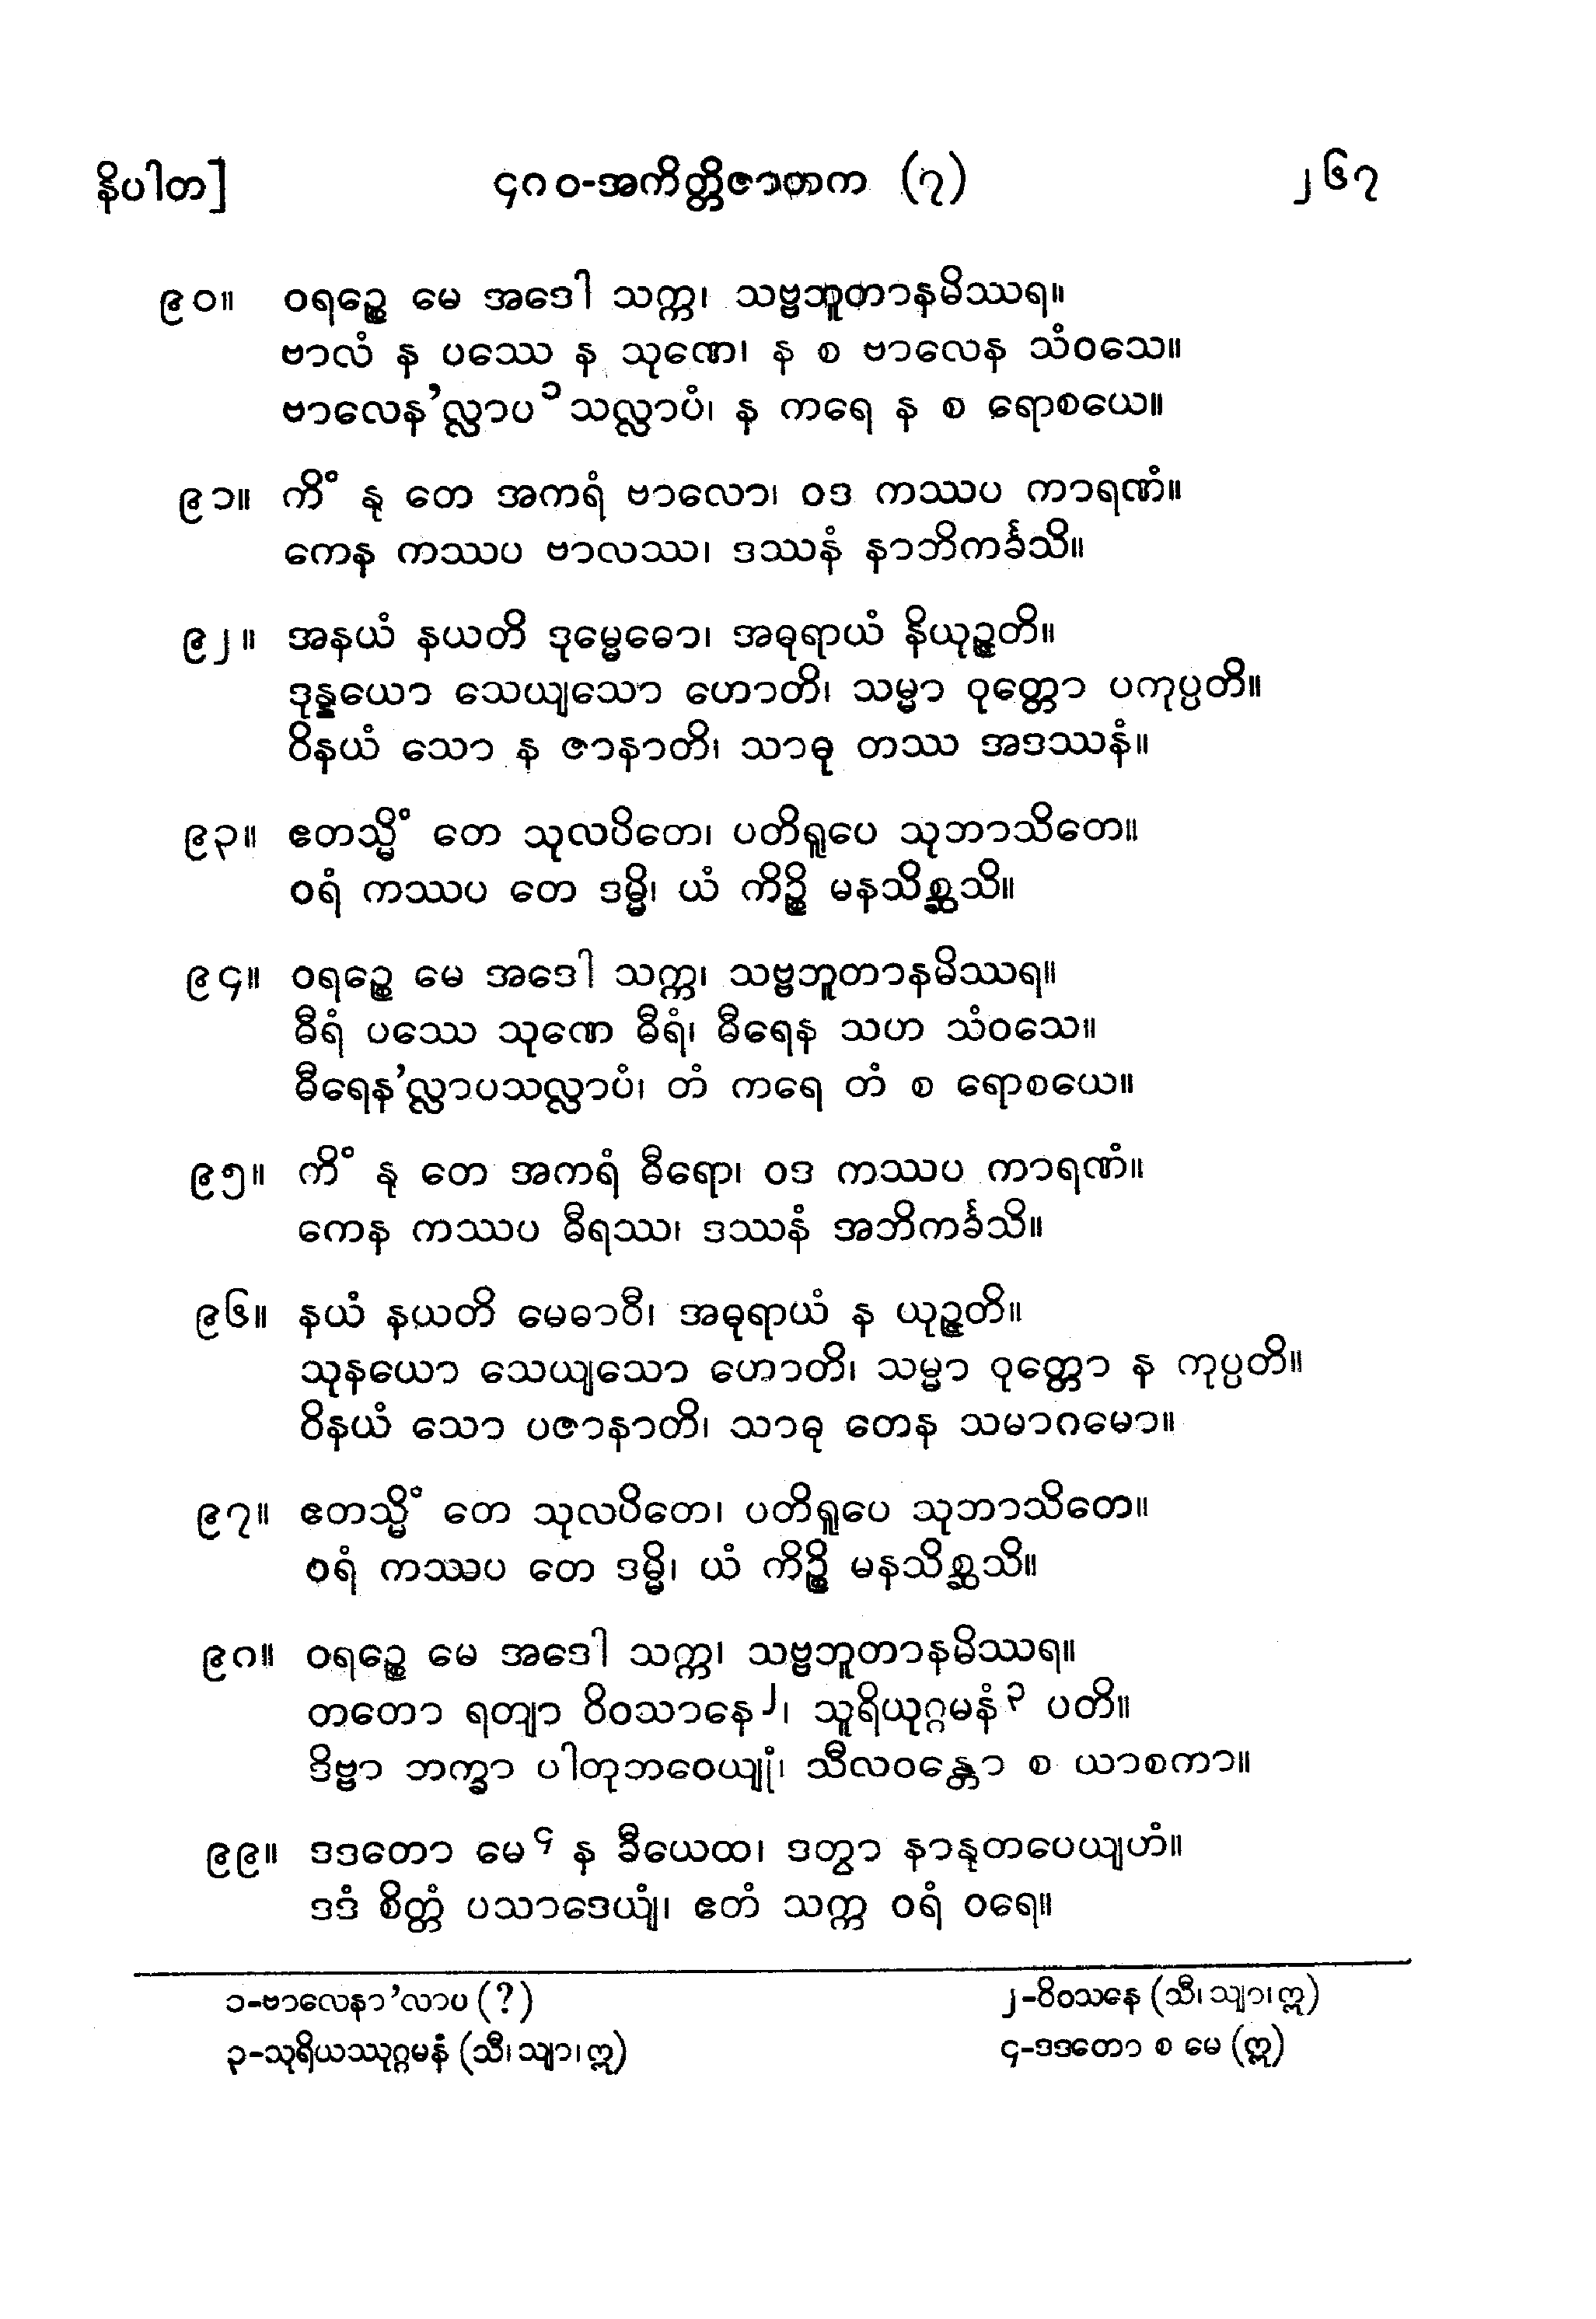 နိပါတ]	၄၈၀-အကိတ္တိဇာတက (၇)	၂၆၇
၉၀။ ဝရဉ္စေ မေ အဒေါ သက္က၊ သဗ္ဗဘူတာနမိဿရ။
ဗာလံ န ပဿေ န သုဏေ၊ န စ ဗာလေန သံဝသေ။
ဗာလေန’လ္လာပ၁ သလ္လာပံ၊ န ကရေ န စ ရောစယေ။
၉၁။ ကိံ နု တေ အကရံ ဗာလော၊ ဝဒ ကဿပ ကာရဏံ။
ကေန ကဿပ ဗာလဿ၊ ဒဿနံ နာဘိကင်္ခသိ။
၉၂။ အနယံ နယတိ ဒုမ္မေဓော၊ အဓုရာယံ နိယုဉ္ဇတိ။
ဒုန္နယော သေယျသော ဟောတိ၊ သမ္မာ ဝုတ္တော ပကုပ္ပတိ။
ဝိနယံ သော န ဇာနာတိ၊ သာဓု တဿ အဒဿနံ။
၉၃။ ဧတသ္မိံ တေ သုလပိတေ၊ ပတိရူပေ သုဘာသိတေ။
ဝရံ ကဿပ တေ ဒမ္မိ၊ ယံ ကိဉ္စိ မနသိစ္ဆသိ။
၉၄။ ဝရဉ္စေ မေ အဒေါ သက္က၊ သဗ္ဗဘူတာနမိဿရ။
ဓီရံ ပဿေ သုဏေ ဓီရံ၊ ဓီရေန သဟ သံဝသေ။
ဓီရေန’လ္လာပသလ္လာပံ၊ တံ ကရေ တံ စ ရောစယေ။
၉၅။ ကိံ နု တေ အကရံ ဓီရော၊ ဝဒ ကဿပ ကာရဏံ။
ကေန ကဿပ ဓီရဿ၊ ဒဿနံ အဘိကင်္ခသိ။
၉၆။ နယံ နယတိ မေဓာဝီ၊ အဓုရာယံ န ယုဉ္ဇတိ။
သုနယော သေယျသော ဟောတိ၊ သမ္မာ ဝုတ္တော န ကုပ္ပတိ။
ဝိနယံ သော ပဇာနာတိ၊ သာဓု တေန သမာဂမော။
၉၇။ ဧတသ္မိံ တေ သုလပိတေ၊ ပတိရူပေ သုဘာသိတေ။
ဝရံ ကဿပ တေ ဒမ္မိ၊ ယံ ကိဉ္စိ မနသိစ္ဆသိ။
၉၈။ ဝရဉ္စေ မေ အဒေါ သက္က၊ သဗ္ဗဘူတာနမိဿရ။
တတော ရတျာ ဝိဝသာနေ၂၊ သူရိယုဂ္ဂမနံ၃ ပတိ။
ဒိဗ္ဗာ ဘက္ခာ ပါတုဘဝေယျုံ၊ သီလဝန္တော စ ယာစကာ။
၉၉။ ဒဒတော မေ၄ န ခီယေထ၊ ဒတွာ နာနုတပေယျဟံ။
ဒဒံ စိတ္တံ ပသာဒေယျံ၊ ဧတံ သက္က ဝရံ ဝရေ။
၁-ဗာလေနာ’လာပ (?)	၂-ဝိဝသနေ (သီ၊ သျာ၊ ဣ)
၃-သုရိယဿုဂ္ဂမနံ (သီ၊ သျာ၊ ဣ)	၄-ဒဒတော စ မေ (ဣ)